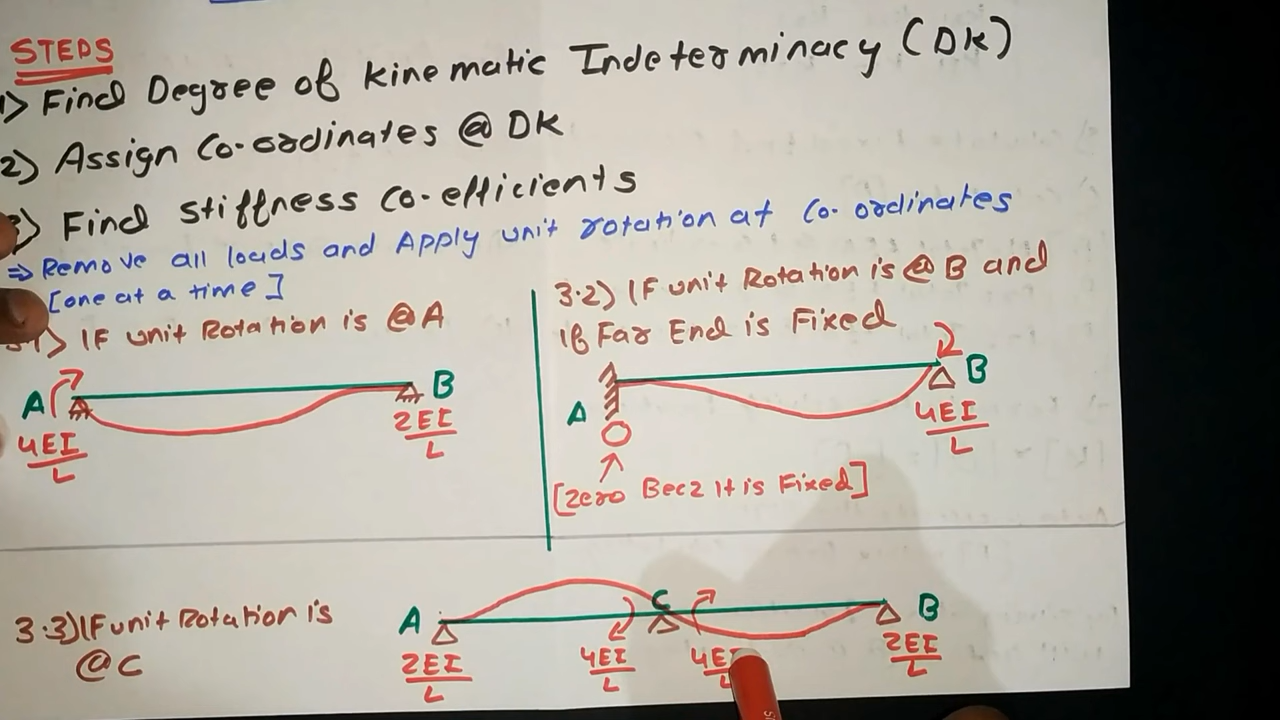 STEPS
1) Find Degree of kinematic Indeterminacy (DK)
2) Assign Co-ordinates @ DK
3) Find stiffness co-efficients
⇒ Remove all loads and Apply unit rotation at Co-ordinates
[one at a time]
3.1) IF unit Rotation is @ A
A B
4EI/L 2EI/L
3.2) IF unit Rotation is @ B and
if Far End is Fixed
A B
0 4EI/L
[Zero Becz it is Fixed]
3.3) IF unit Rotation is
@ C
A C B
2EI/L 4EI/L 4EI/L 2EI/L